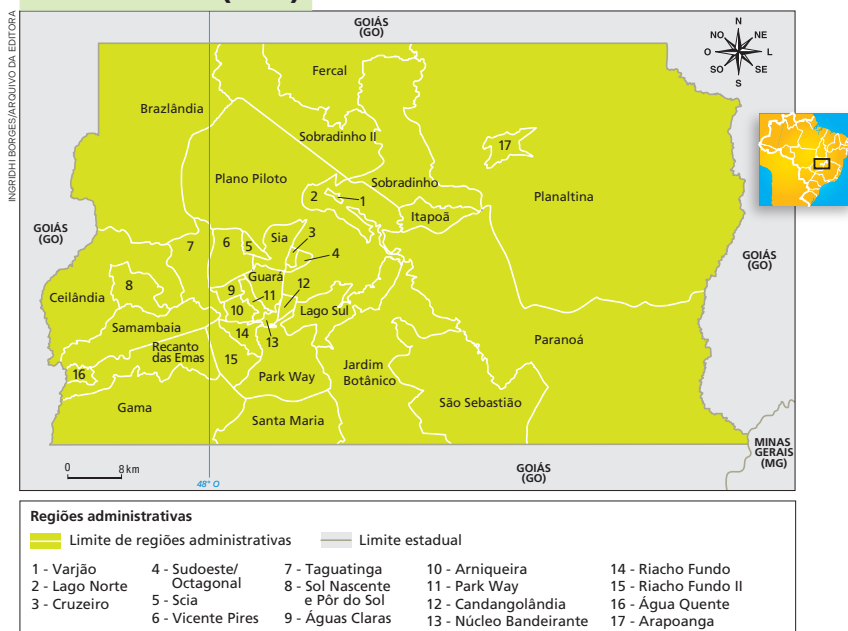 INGRIDHI BORGES/ARQUIVO DA EDITORA
GOIÁS
(GO)
N
NO
NE
O
L
SO
SE
S
Fercal
Brazlândia
Sobradinho II
17
Plano Piloto
Sobradinho
2
1
Planaltina
Itapoã
GOIÁS
(GO)
7
6
5
Sia
3
4
GOIÁS
(GO)
Guará
8
9
11
12
Ceilândia
10
Lago Sul
Samambaia
14
13
Paranoá
Recanto
das Emas
15
16
Park Way
Jardim
Botânico
Gama
São Sebastião
Santa Maria
MINAS
GERAIS
(MG)
0
8 km
48° O
GOIÁS
(GO)
Regiões administrativas
Limite de regiões administrativas
Limite estadual
1 - Varjão
2 - Lago Norte
3 - Cruzeiro
4 - Sudoeste/
Octagonal
5 - Scia
6 - Vicente Pires
7 - Taguatinga
8 - Sol Nascente
e Pôr do Sol
9 - Águas Claras
10 - Arniqueira
11 - Park Way
12 - Candangolândia
13 - Núcleo Bandeirante
14 - Riacho Fundo
15 - Riacho Fundo II
16 - Água Quente
17 - Arapoanga